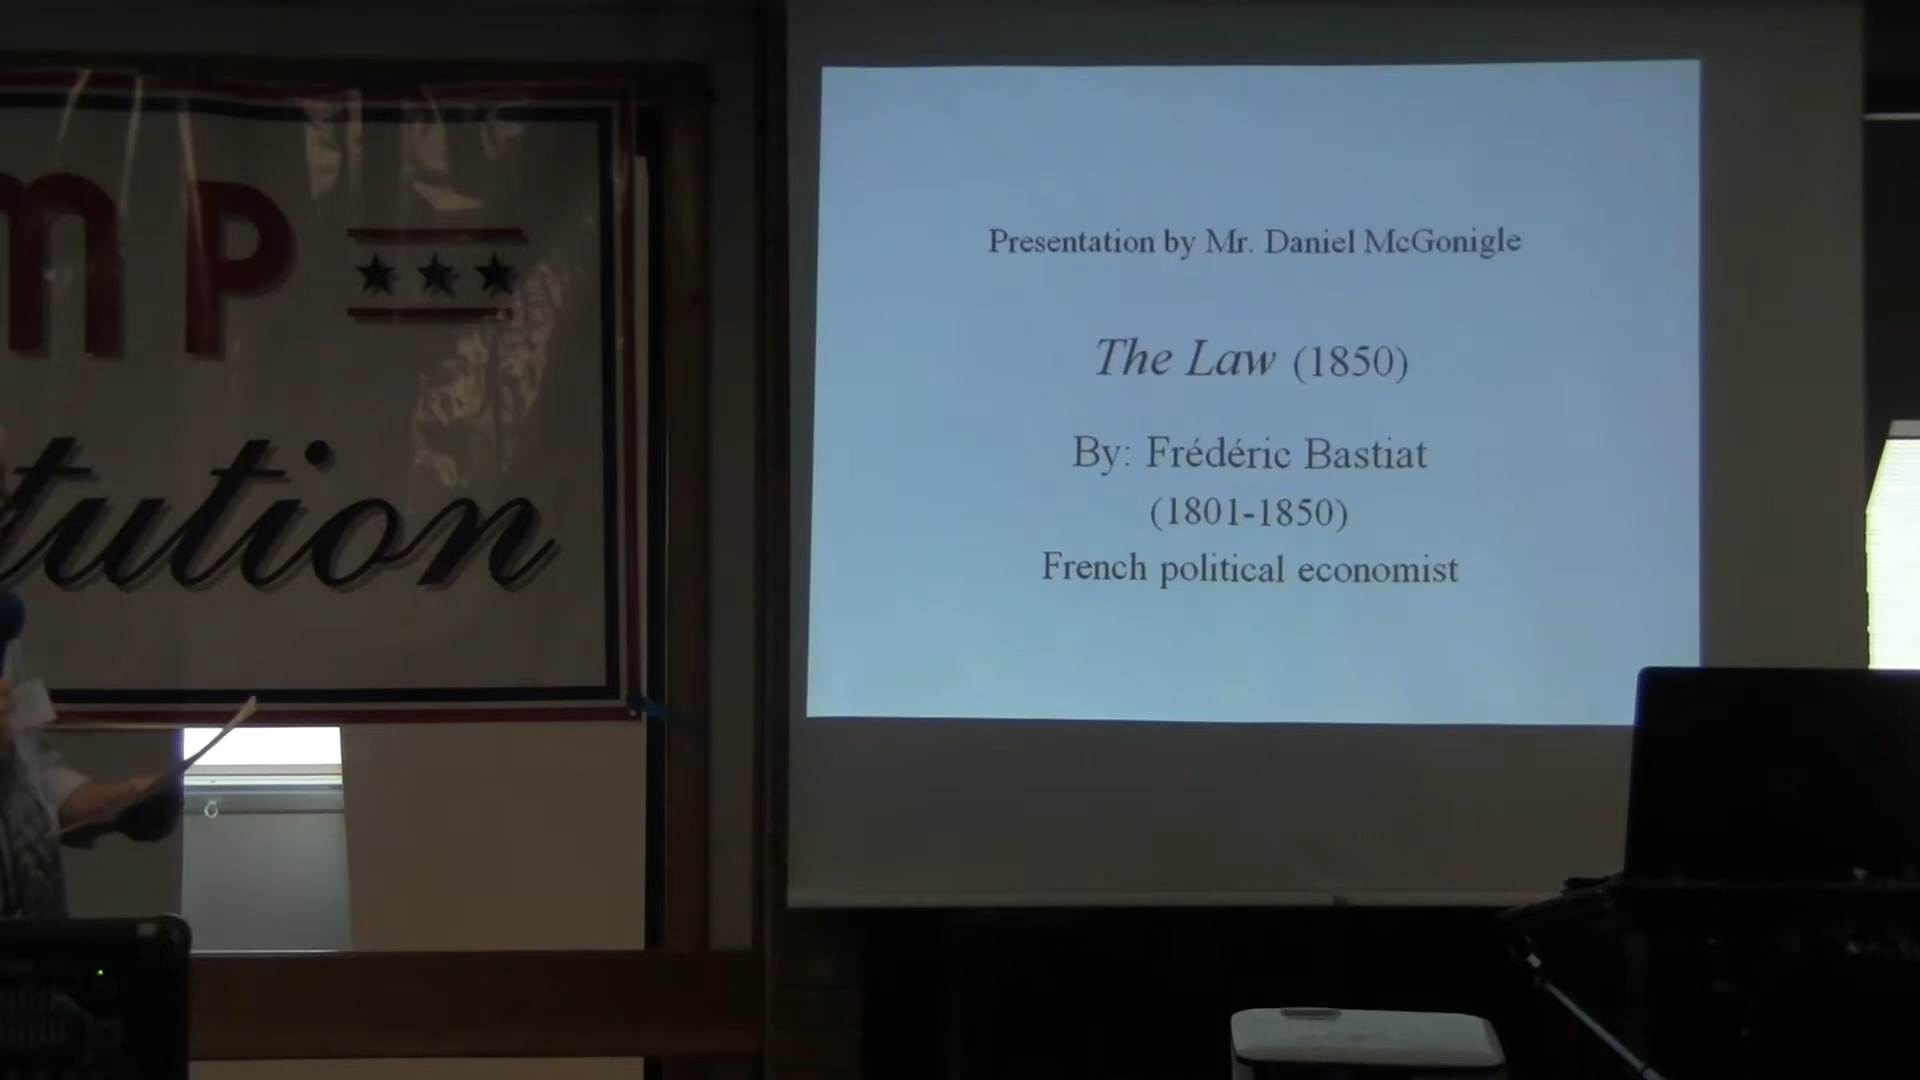 mp
tution
Presentation by Mr. Daniel McGonigle
The Law (1850)
By: Frédéric Bastiat
(1801-1850)
French political economist